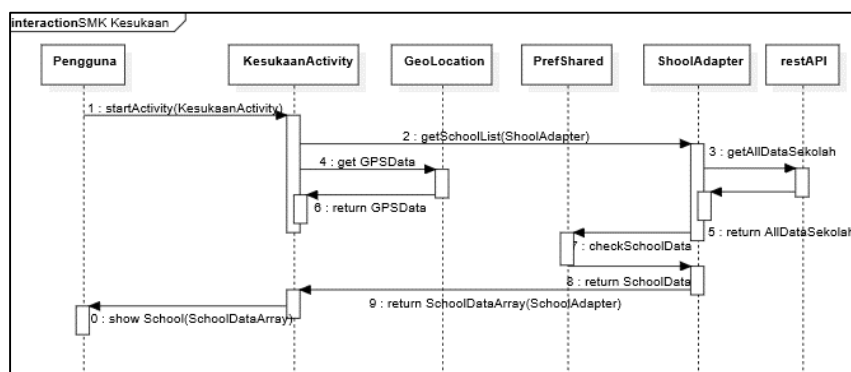 interactionSMK Kesukaan
Pengguna
KesukaanActivity
GeoLocation
PrefShared
ShoolAdapter
restAPI
1 : startActivity(KesukaanActivity)
2 : getSchoolList(ShoolAdapter)
3 : getAllDataSekolah
4 : get GPSData
6 : return GPSData
5 : return AllDataSekolah
7 : checkSchoolData
8 : return SchoolData
9 : return SchoolDataArray(SchoolAdapter)
0 : show School(SchoolDataArray)